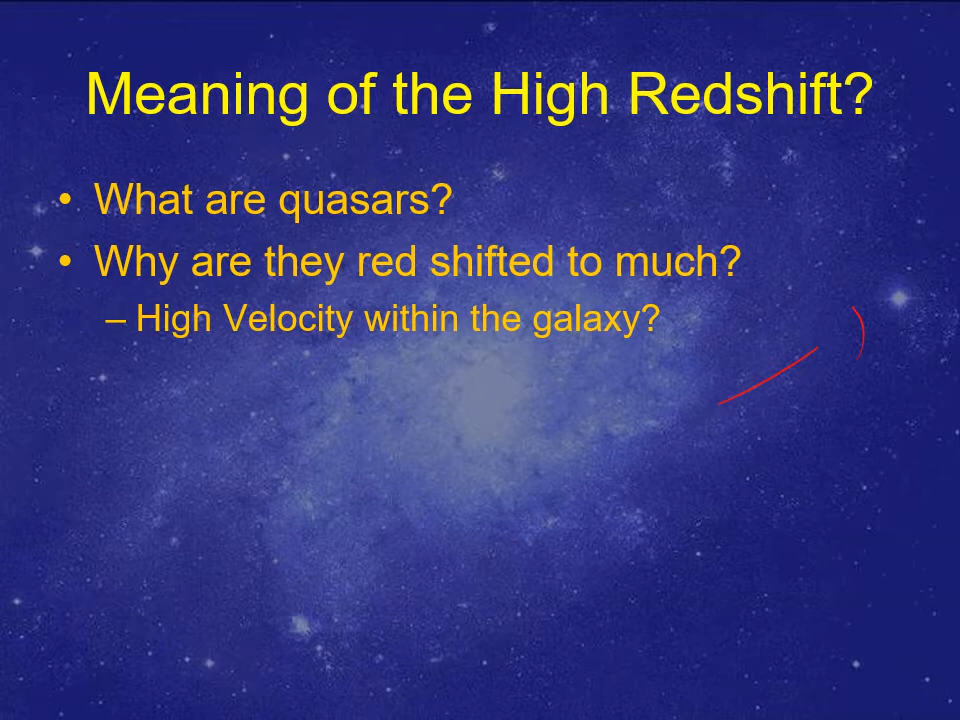 Meaning of the High Redshift?
• What are quasars?
• Why are they red shifted to much?
– High Velocity within the galaxy?